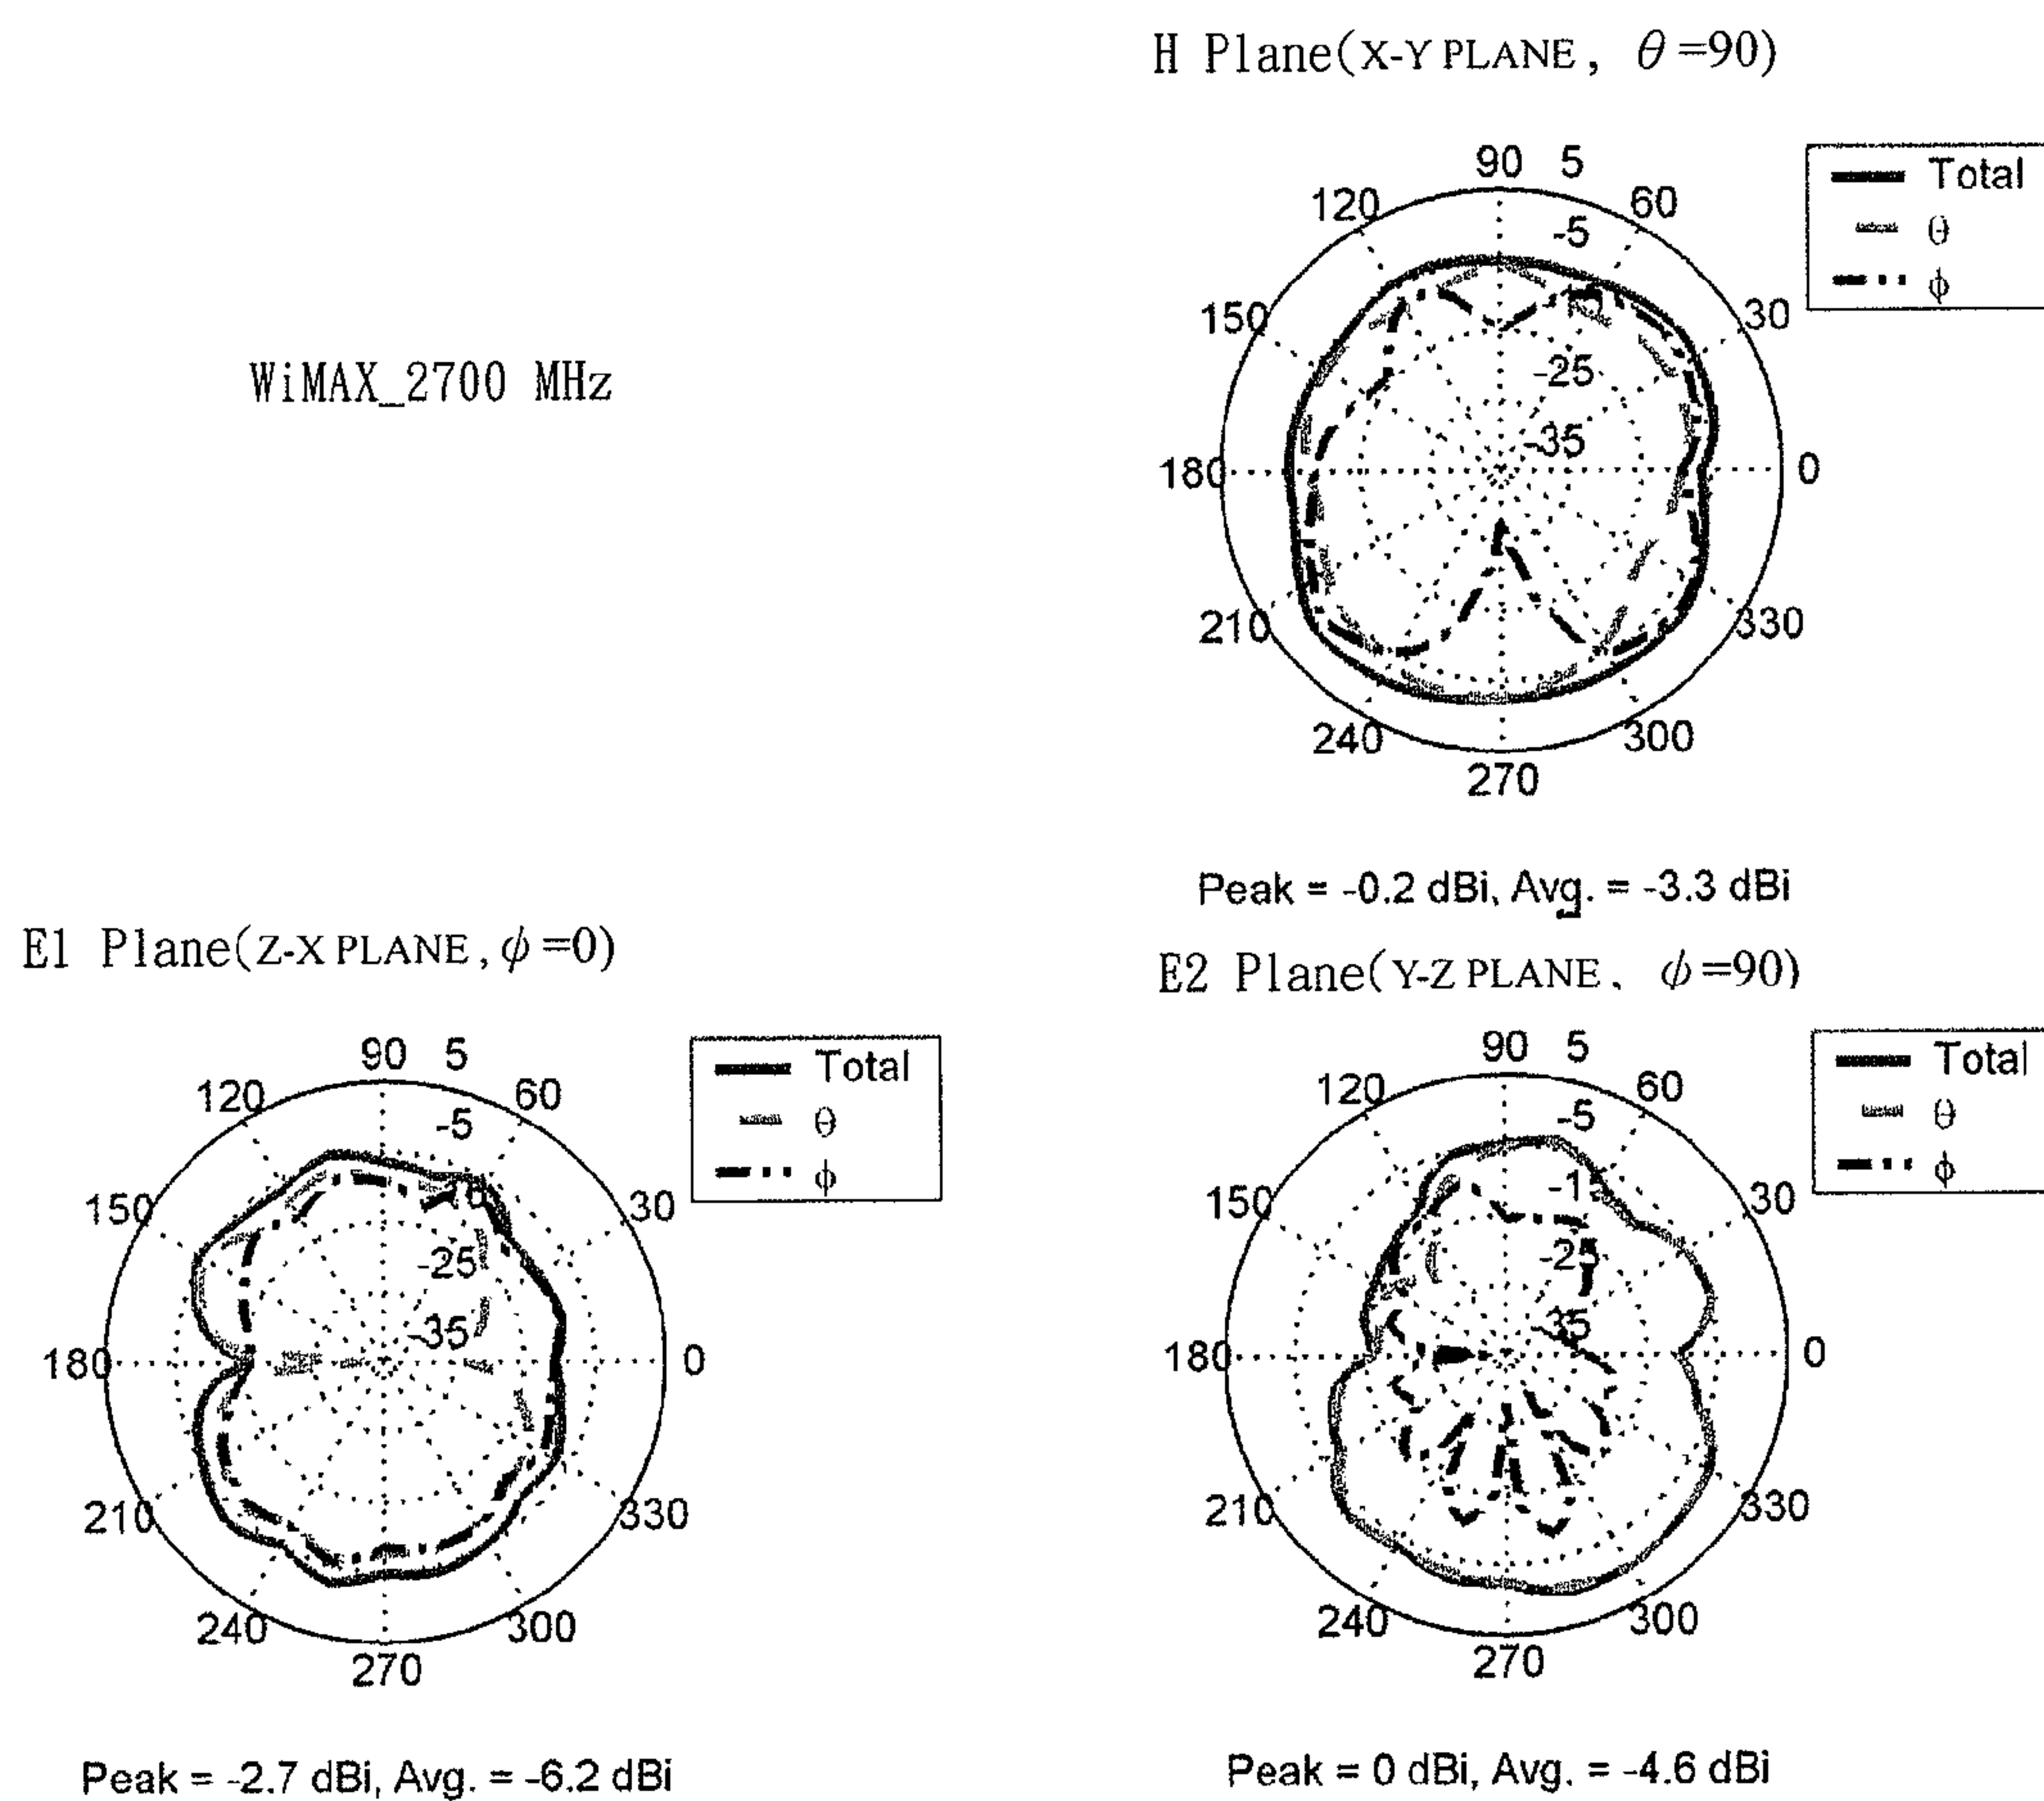 H Plane(X-Y PLANE, θ=90)
WiMAX_2700 MHz
90 5
120
60
-5
150
30
-25
-35
180
0
210
330
240
300
270
Total
θ
ϕ
Peak = -0.2 dBi, Avg. = -3.3 dBi
E1 Plane(Z-X PLANE, ϕ=0)
90 5
120
60
-5
150
30
-25
-35
180
0
210
330
240
300
270
Total
θ
ϕ
Peak = -2.7 dBi, Avg. = -6.2 dBi
E2 Plane(Y-Z PLANE, ϕ=90)
90 5
120
60
-5
-15
150
30
-25
-35
180
0
210
330
240
300
270
Total
θ
ϕ
Peak = 0 dBi, Avg. = -4.6 dBi